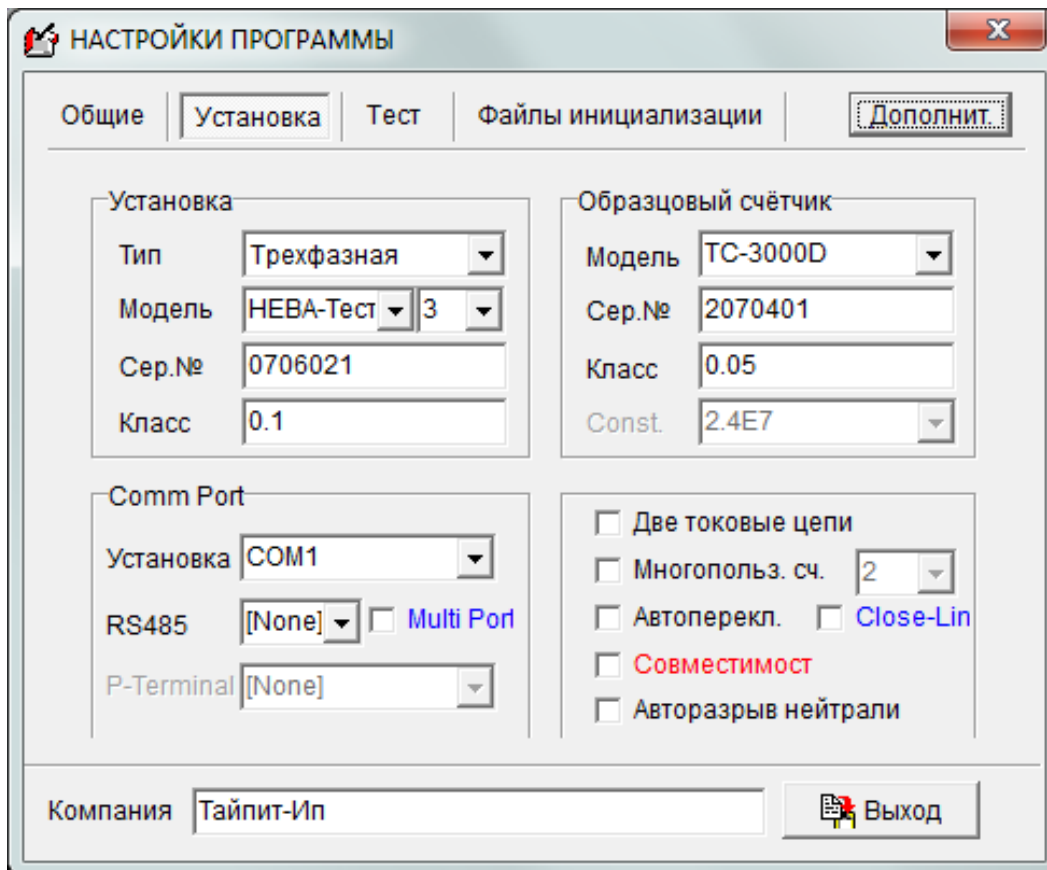 НАСТРОЙКИ ПРОГРАММЫ
Общие Установка Тест Файлы инициализации Дополнит.
Установка
Тип Трехфазная
Модель НЕВА-Тест 3
Сер.№ 0706021
Класс 0.1
Образцовый счётчик
Модель TC-3000D
Сер.№ 2070401
Класс 0.05
Const. 2.4E7
Comm Port
Установка COM1
RS485 [None] Multi Port
P-Terminal [None]
Две токовые цепи
Многопольз. сч. 2
Автоперекл. Close-Lin
Совместимост
Авторазрыв нейтрали
Компания Тайпит-Ип
Выход